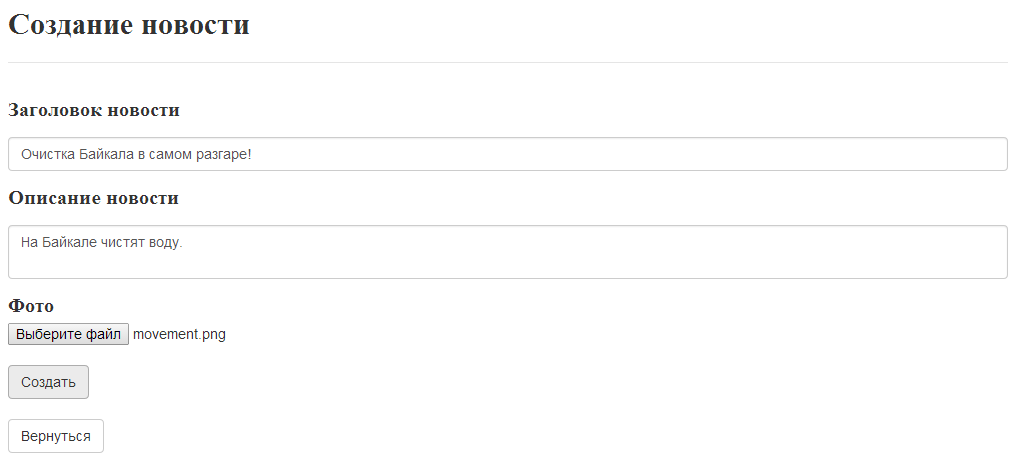 Создание новости
Заголовок новости
Очистка Байкала в самом разгаре!
Описание новости
На Байкале чистят воду.
Фото
Выберите файл movement.png
Создать
Вернуться